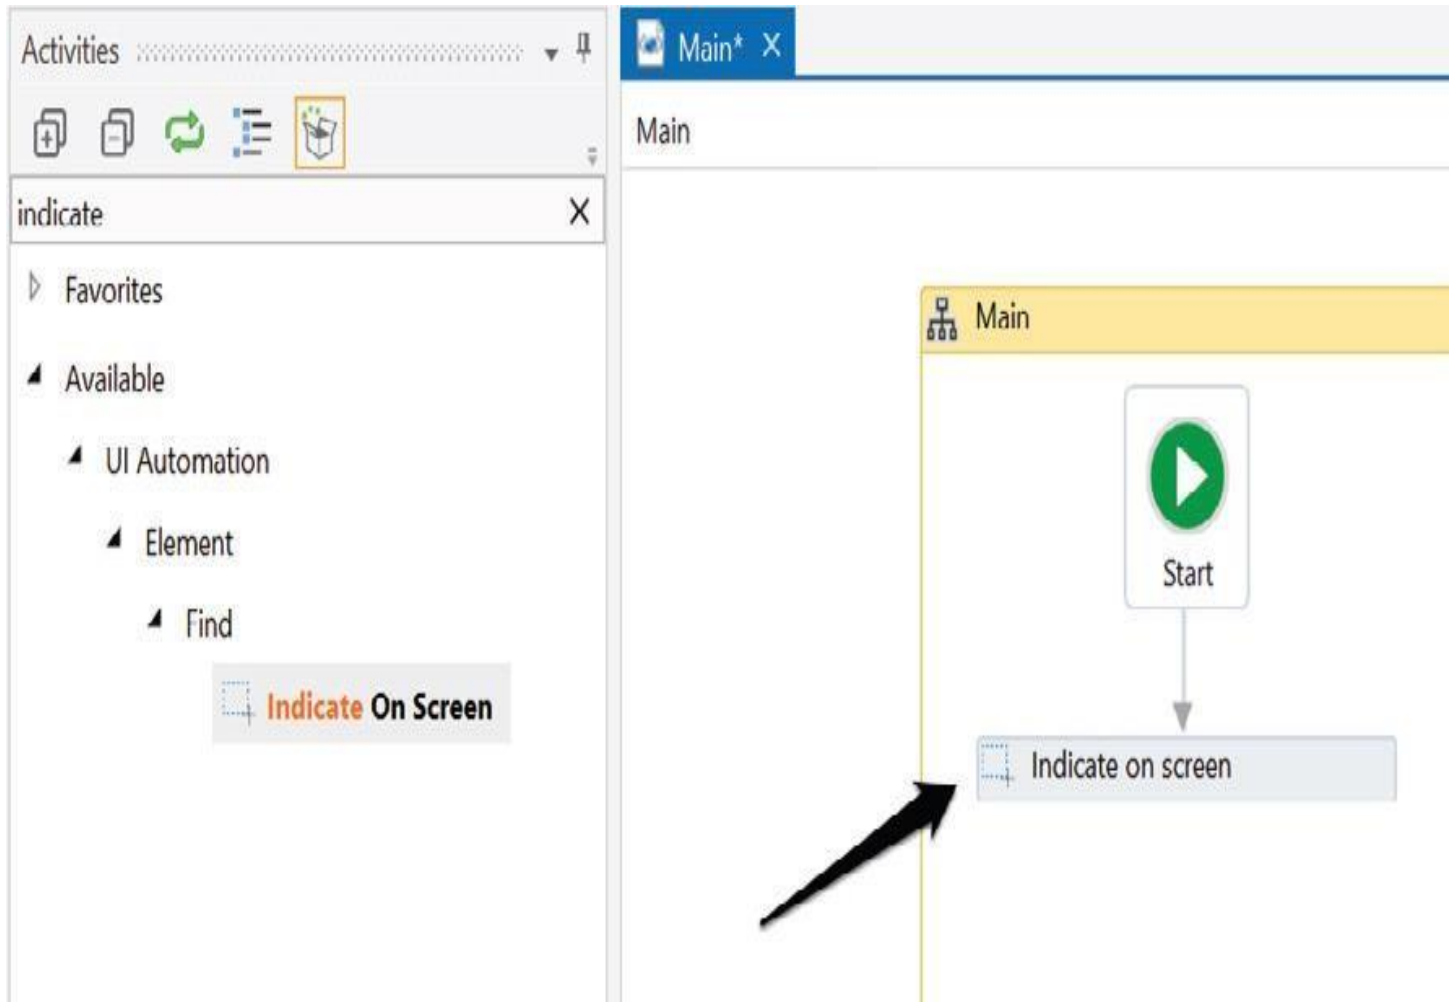 Activities
indicate
Favorites
Available
UI Automation
Element
Find
Indicate On Screen
Main*
Main
Main
Start
Indicate on screen